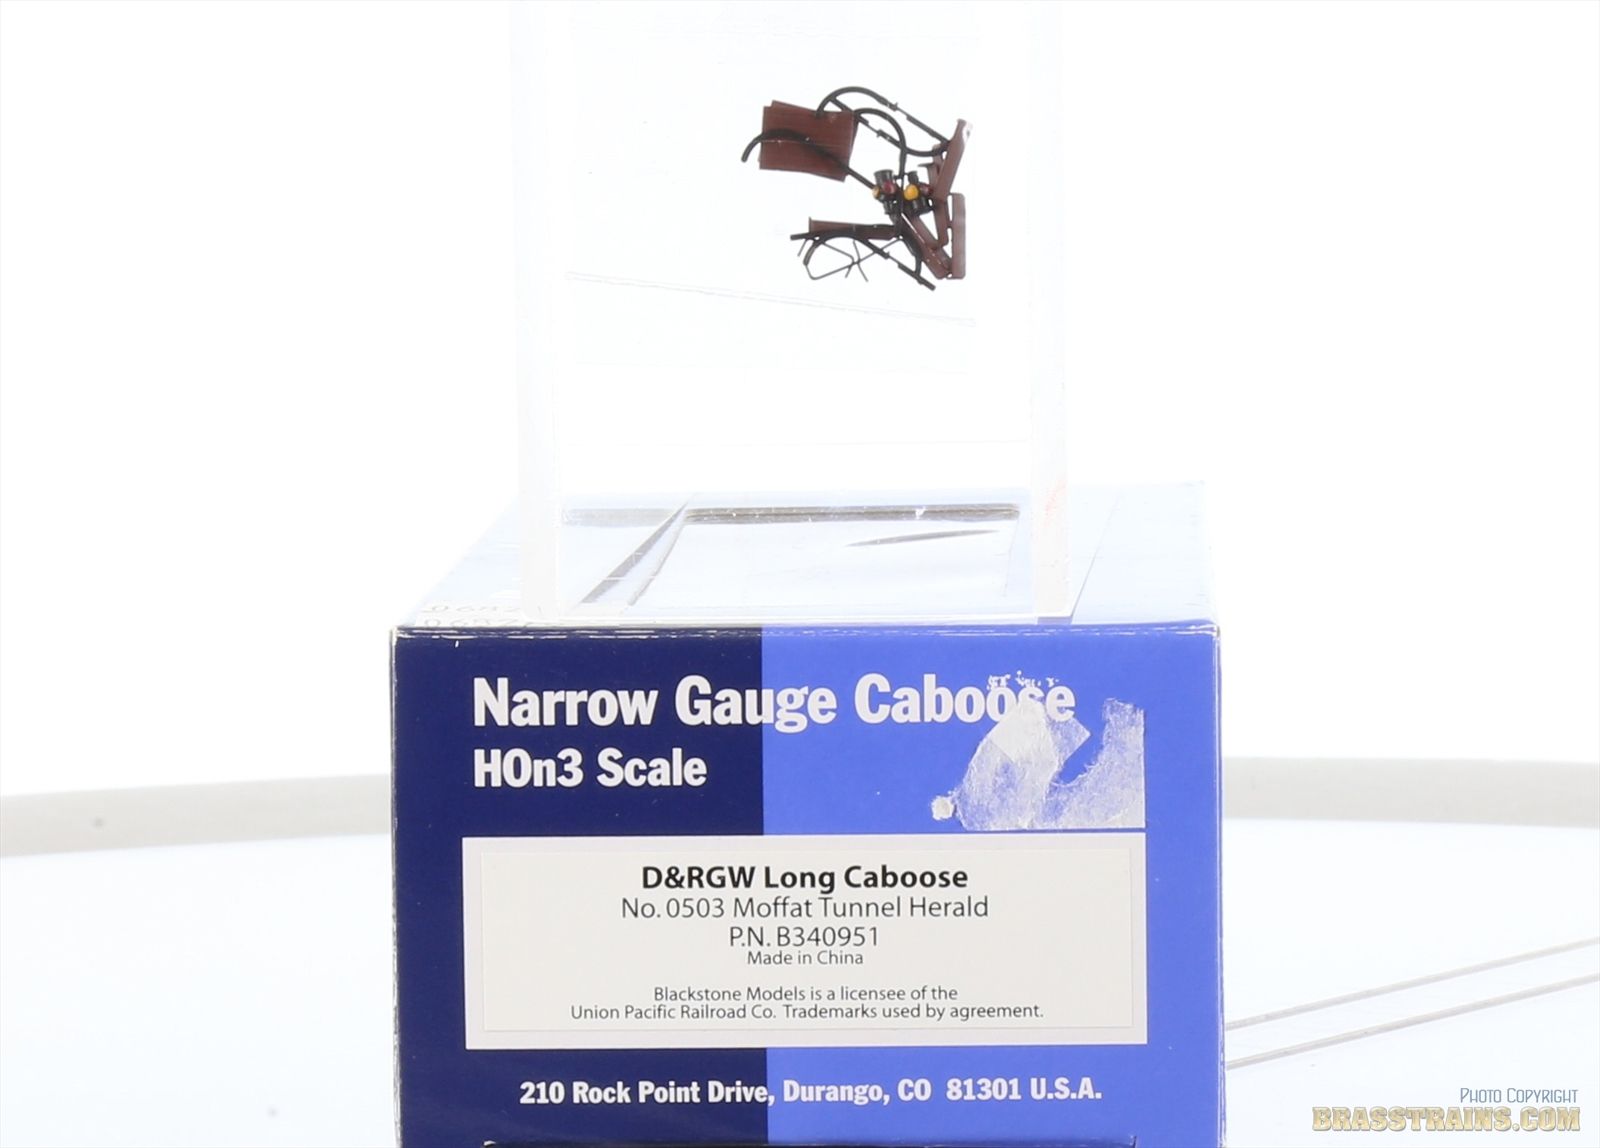 Narrow Gauge Caboose
HOn3 Scale
D&RGW Long Caboose
No. 0503 Moffat Tunnel Herald
P.N. B340951
Made in China
Blackstone Models is a licensee of the
Union Pacific Railroad Co. Trademarks used by agreement.
210 Rock Point Drive, Durango, CO 81301 U.S.A.
PHOTO COPYRIGHT
BRASSTRAINS.COM